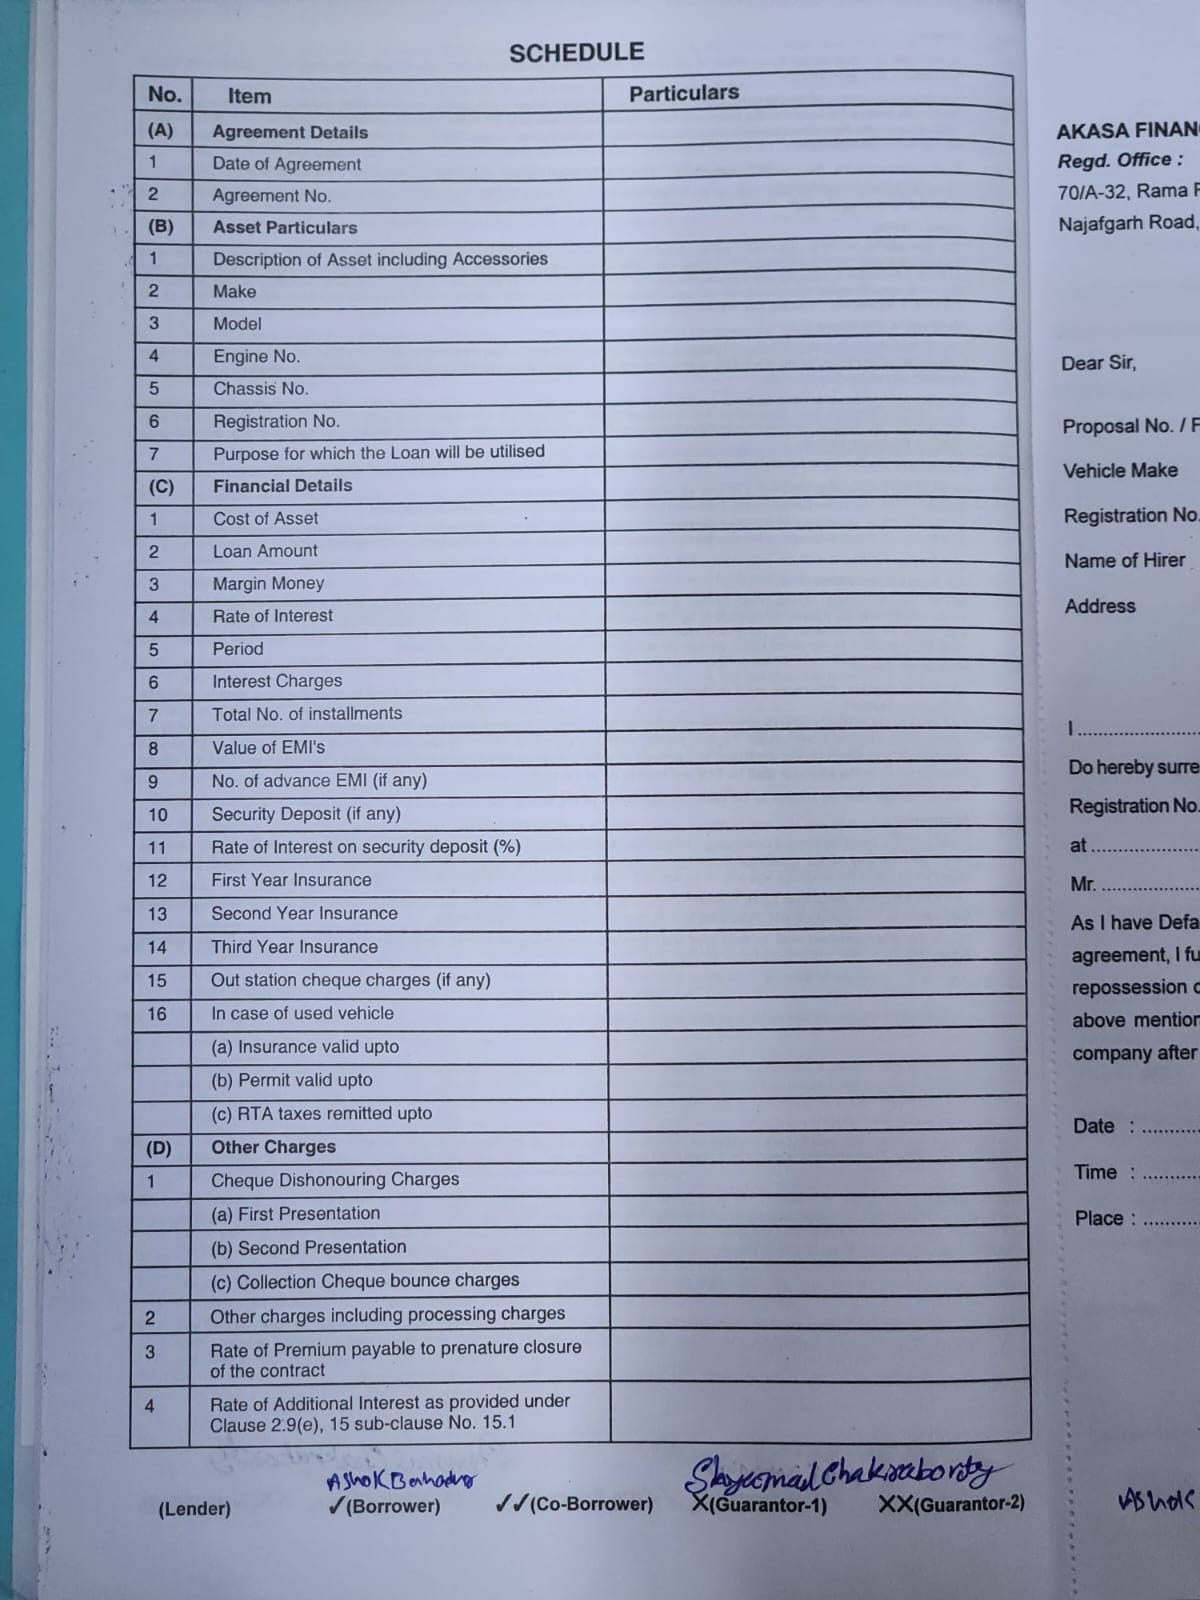 SCHEDULE
No. Item Particulars
(A) Agreement Details
1 Date of Agreement
2 Agreement No.
(B) Asset Particulars
1 Description of Asset including Accessories
2 Make
3 Model
4 Engine No.
5 Chassis No.
6 Registration No.
7 Purpose for which the Loan will be utilised
(C) Financial Details
1 Cost of Asset
2 Loan Amount
3 Margin Money
4 Rate of Interest
5 Period
6 Interest Charges
7 Total No. of installments
8 Value of EMI's
9 No. of advance EMI (if any)
10 Security Deposit (if any)
11 Rate of Interest on security deposit (%)
12 First Year Insurance
13 Second Year Insurance
14 Third Year Insurance
15 Out station cheque charges (if any)
16 In case of used vehicle
(a) Insurance valid upto
(b) Permit valid upto
(c) RTA taxes remitted upto
(D) Other Charges
1 Cheque Dishonouring Charges
(a) First Presentation
(b) Second Presentation
(c) Collection Cheque bounce charges
2 Other charges including processing charges
3 Rate of Premium payable to prenature closure
of the contract
4 Rate of Additional Interest as provided under
Clause 2.9(e), 15 sub-clause No. 15.1
Ashok Bahadur Shyamal Chakraborty
(Lender) ✓(Borrower) ✓✓(Co-Borrower) X(Guarantor-1) XX(Guarantor-2)
AKASA FINAN
Regd. Office :
70/A-32, Rama
Najafgarh Road,
Dear Sir,
Proposal No. /
Vehicle Make
Registration No.
Name of Hirer
Address
I ......................
Do hereby surre
Registration No.
at ....................
Mr. ..................
As I have Defa
agreement, I fu
repossession
above mention
company after
Date : ..........
Time : ..........
Place : ..........
Ashok